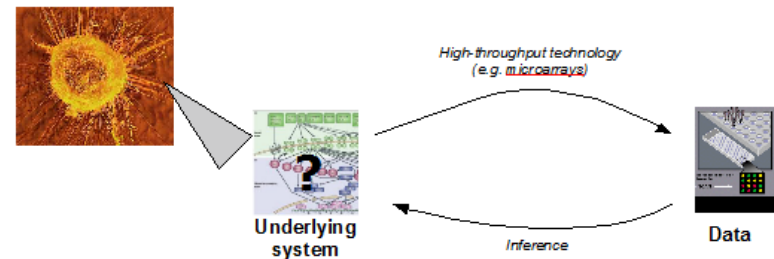 High-throughput technology
(e.g. microarrays)
?
Underlying
system
Inference
Data